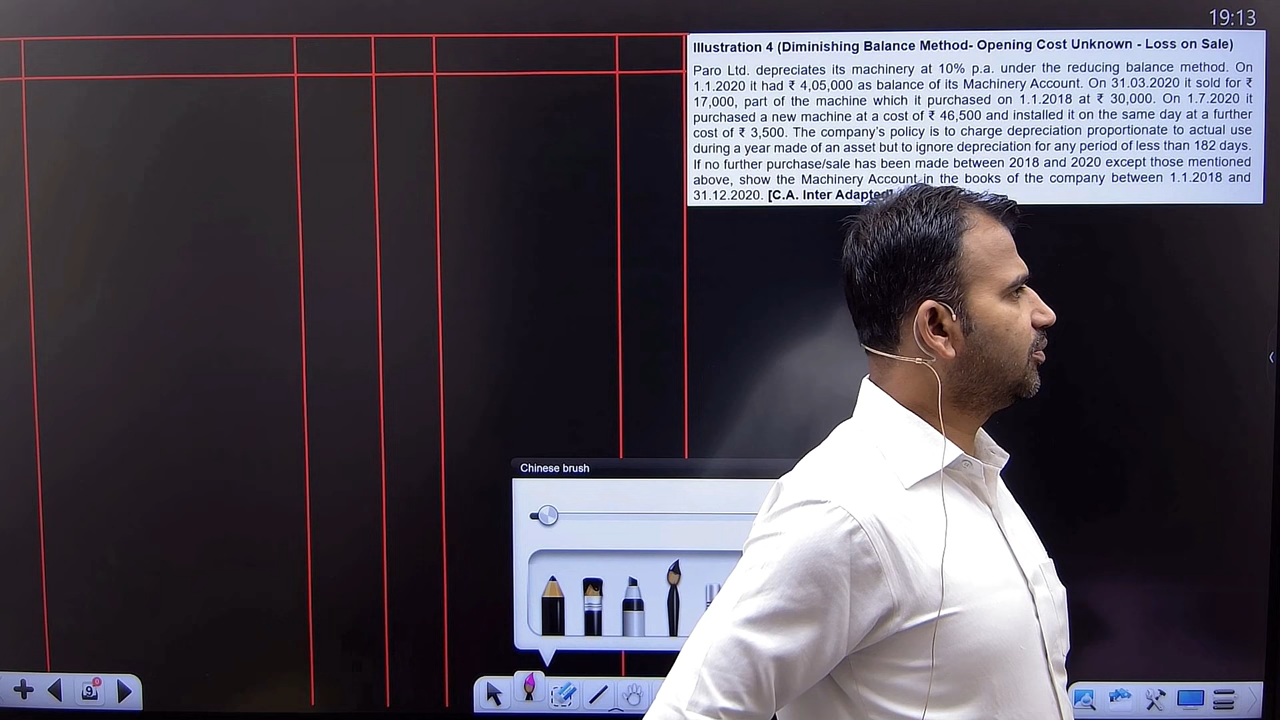 19:13
Illustration 4 (Diminishing Balance Method- Opening Cost Unknown - Loss on Sale)
Paro Ltd. depreciates its machinery at 10% p.a. under the reducing balance method. On
1.1.2020 it had ₹ 4,05,000 as balance of its Machinery Account. On 31.03.2020 it sold for ₹
17,000, part of the machine which it purchased on 1.1.2018 at ₹ 30,000. On 1.7.2020 it
purchased a new machine at a cost of ₹ 46,500 and installed it on the same day at a further
cost of ₹ 3,500. The company's policy is to charge depreciation proportionate to actual use
during a year made of an asset but to ignore depreciation for any period of less than 182 days.
If no further purchase/sale has been made between 2018 and 2020 except those mentioned
above, show the Machinery Account in the books of the company between 1.1.2018 and
31.12.2020. [C.A. Inter Adapted]
Chinese brush
9